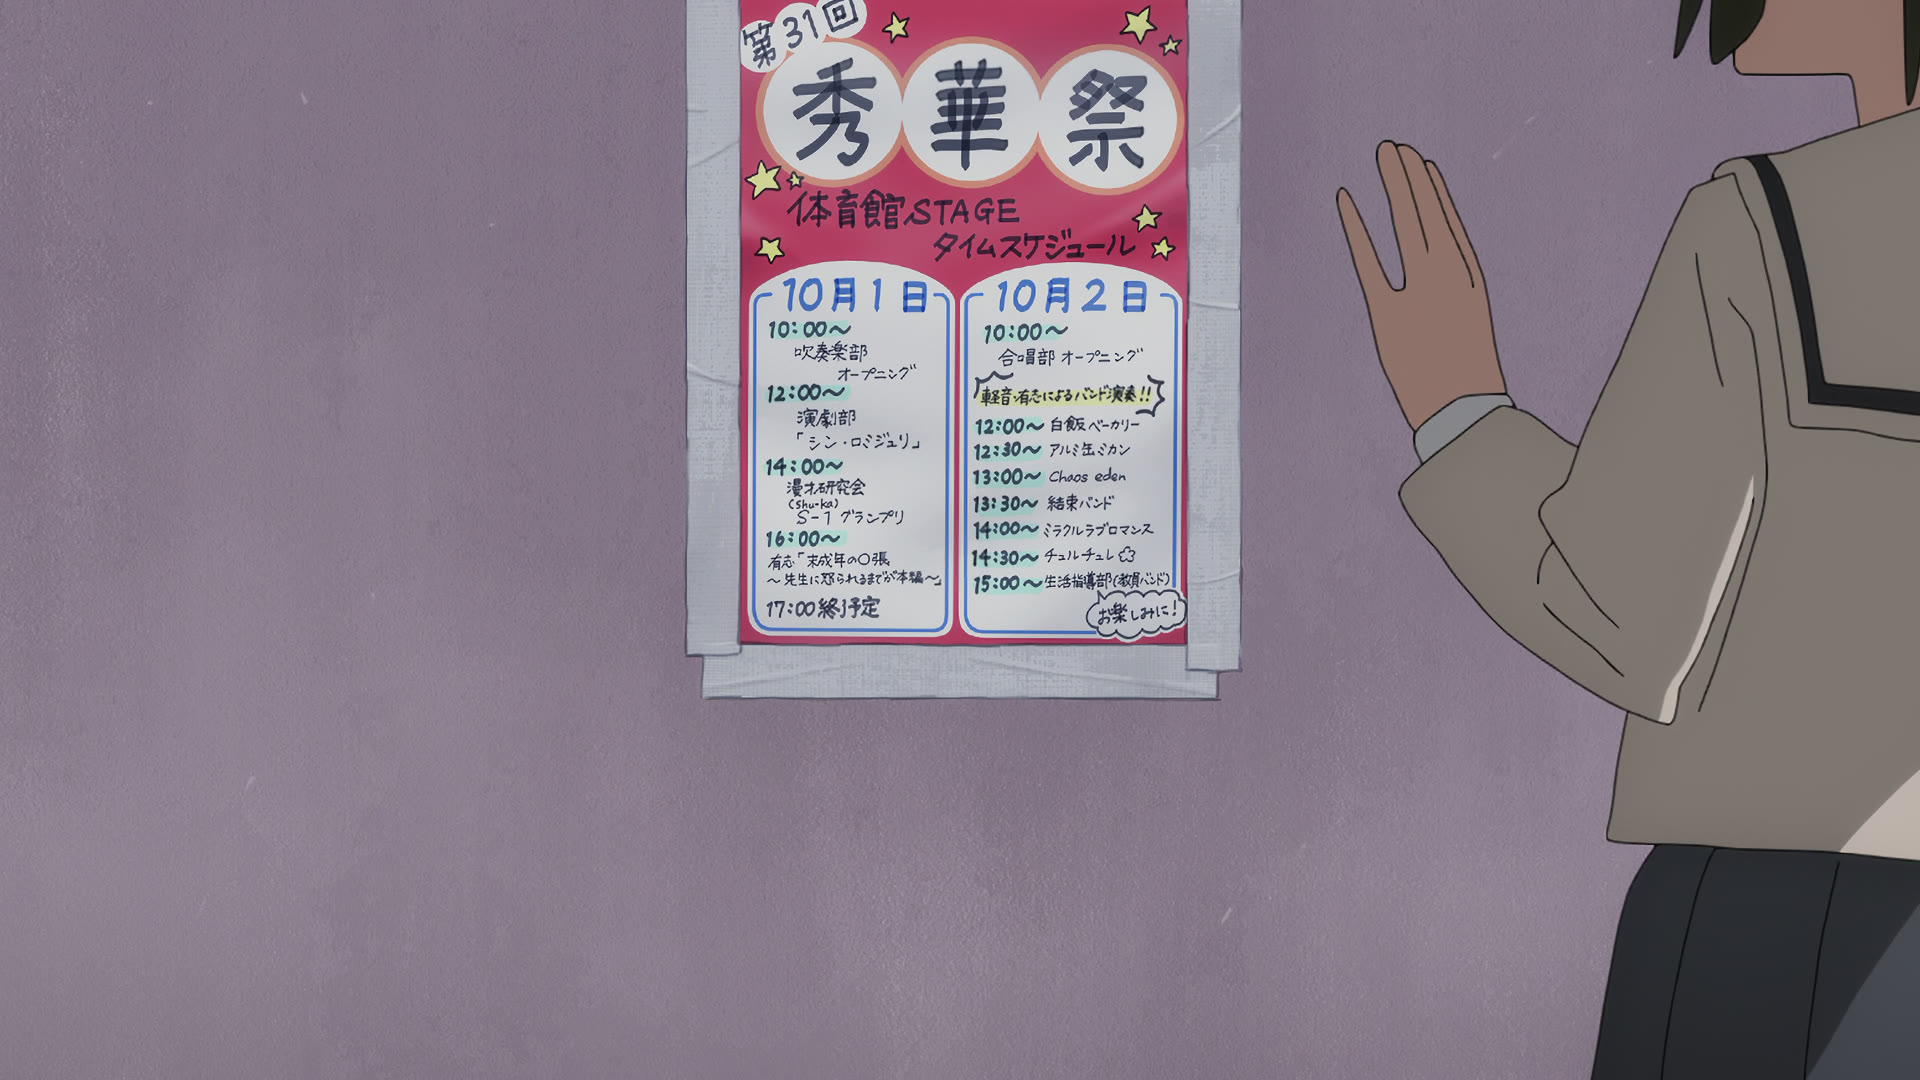 第31回
秀華祭
体育館STAGE
タイムスケジュール
10月1日
10:00〜
吹奏楽部
オープニング
12:00〜
演劇部
「シン・ロミジュリ」
14:00〜
漫才研究会
(shu-ka)
S-1グランプリ
16:00〜
有志「未成年の〇張
〜先生に怒られるまでが本編〜」
17:00終了予定
10月2日
10:00〜
合唱部 オープニング
軽音・有志によるバンド演奏!!
12:00〜 白飯ベーカリー
12:30〜 アルミ缶ミカン
13:00〜 Chaos eden
13:30〜 結束バンド
14:00〜 ミラクルラブロマンス
14:30〜 チュルチュレ
15:00〜 生活指導部(教員バンド)
お楽しみに!